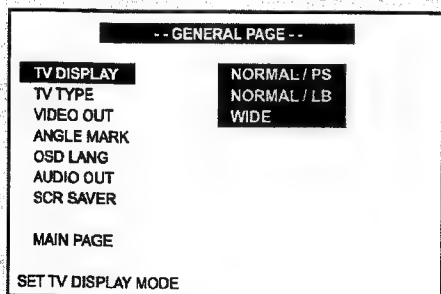 -- GENERAL PAGE --
TV DISPLAY
TV TYPE
VIDEO OUT
ANGLE MARK
OSD LANG
AUDIO OUT
SCR SAVER
MAIN PAGE
NORMAL / PS
NORMAL / LB
WIDE
SET TV DISPLAY MODE